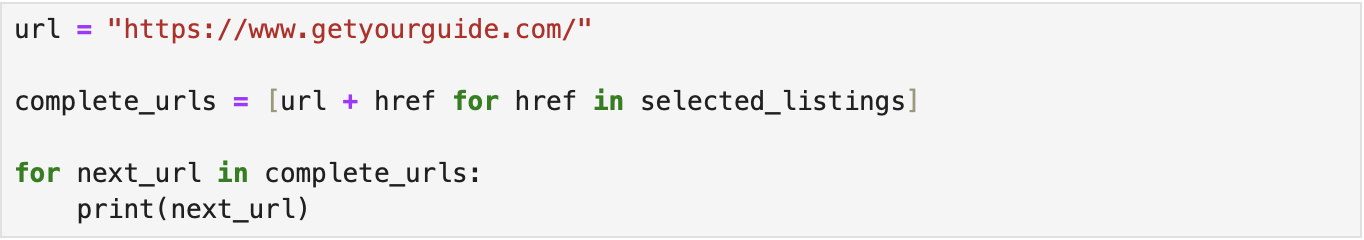 url = "https://www.getyourguide.com/"
complete_urls = [url + href for href in selected_listings]
for next_url in complete_urls:
    print(next_url)